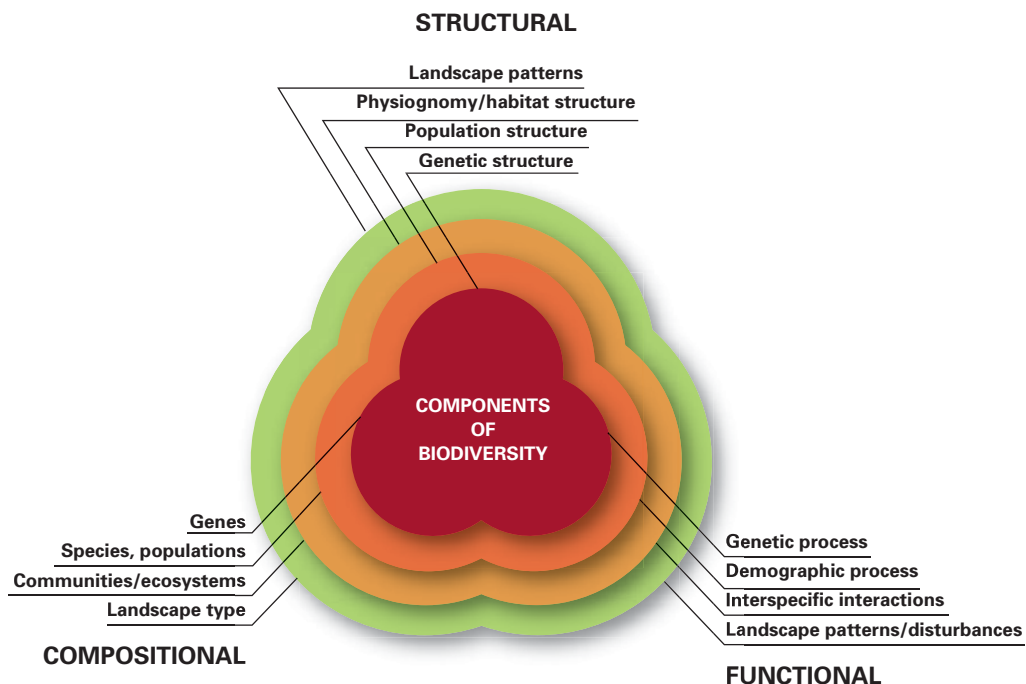 STRUCTURAL
Landscape patterns
Physiognomy/habitat structure
Population structure
Genetic structure
COMPONENTS
OF
BIODIVERSITY
Genes
Species, populations
Communities/ecosystems
Landscape type
COMPOSITIONAL
Genetic process
Demographic process
Interspecific interactions
Landscape patterns/disturbances
FUNCTIONAL